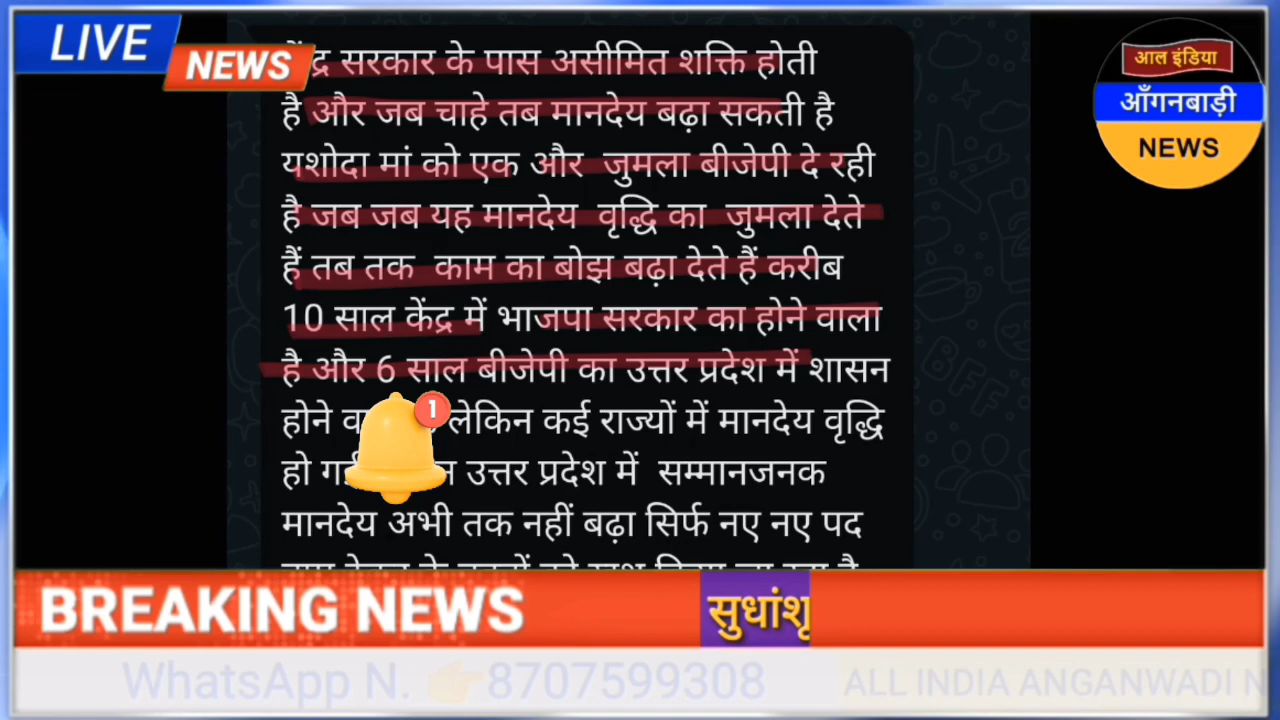 LIVE
NEWS
आल इंडिया
आँगनबाड़ी
NEWS
सरकार के पास असीमित शक्ति होती
है और जब चाहे तब मानदेय बढ़ा सकती है
यशोदा मां को एक और जुमला बीजेपी दे रही
है जब जब यह मानदेय वृद्धि का जुमला देते
हैं तब तक काम का बोझ बढ़ा देते हैं करीब
10 साल केंद्र में भाजपा सरकार का होने वाला
है और 6 साल बीजेपी का उत्तर प्रदेश में शासन
होने लेकिन कई राज्यों में मानदेय वृद्धि
हो उत्तर प्रदेश में सम्मानजनक
मानदेय अभी तक नहीं बढ़ा सिर्फ नए नए पद
1
BREAKING NEWS
WhatsApp N. 👉8707599308
ALL INDIA ANGANWADI